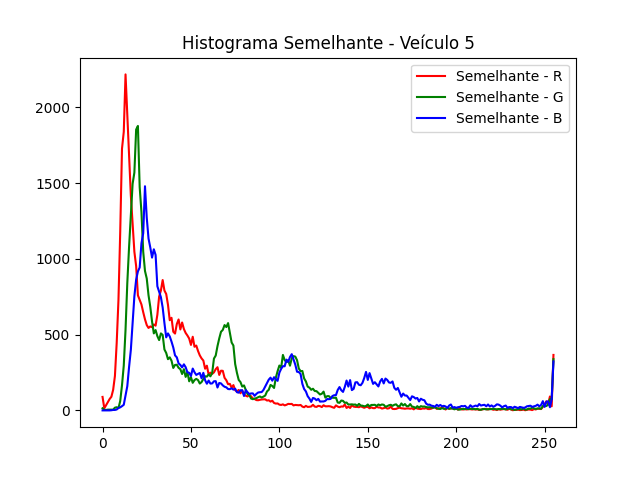 Histograma Semelhante - Veículo 5
Semelhante - R
Semelhante - G
Semelhante - B
2000
1500
1000
500
0
0 50 100 150 200 250